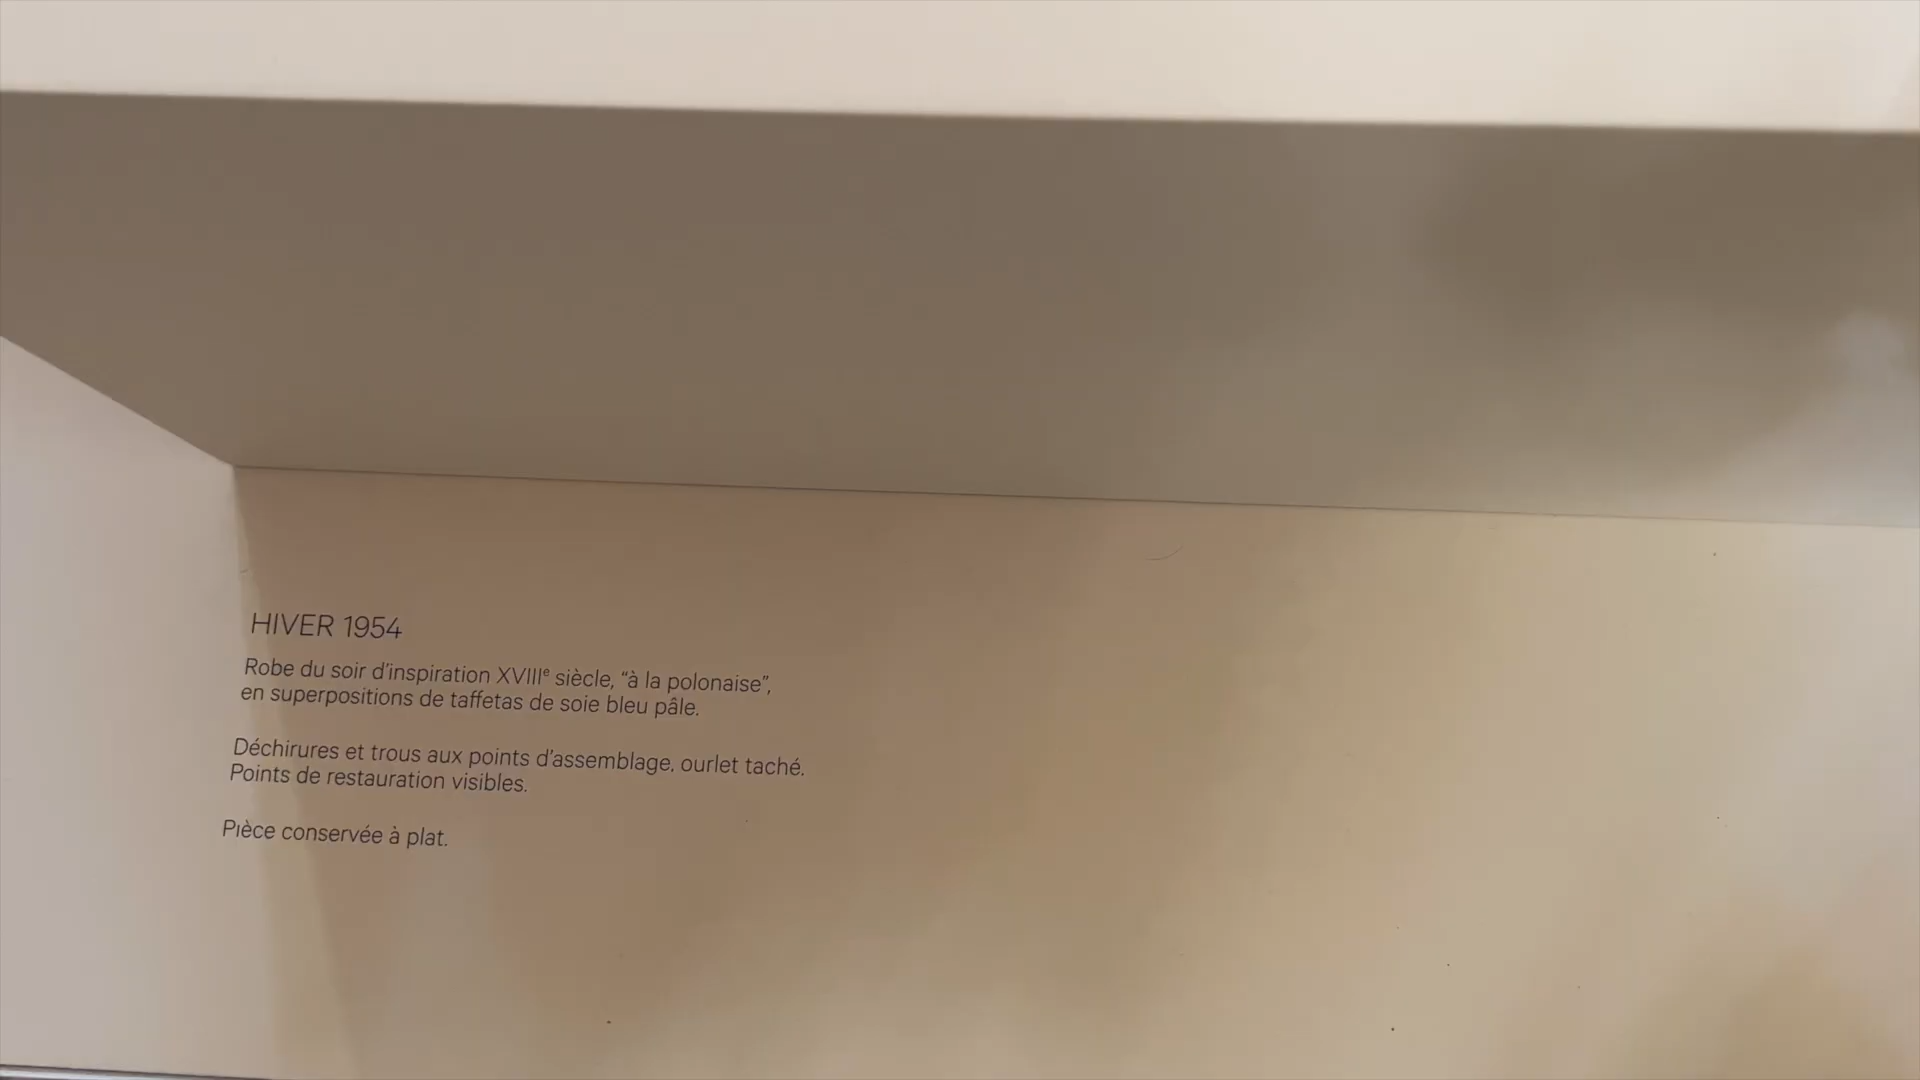 HIVER 1954
Robe du soir d’inspiration XVIIIe siècle, “à la polonaise”,
en superpositions de taffetas de soie bleu pâle.
Déchirures et trous aux points d’assemblage, ourlet taché.
Points de restauration visibles.
Pièce conservée à plat.